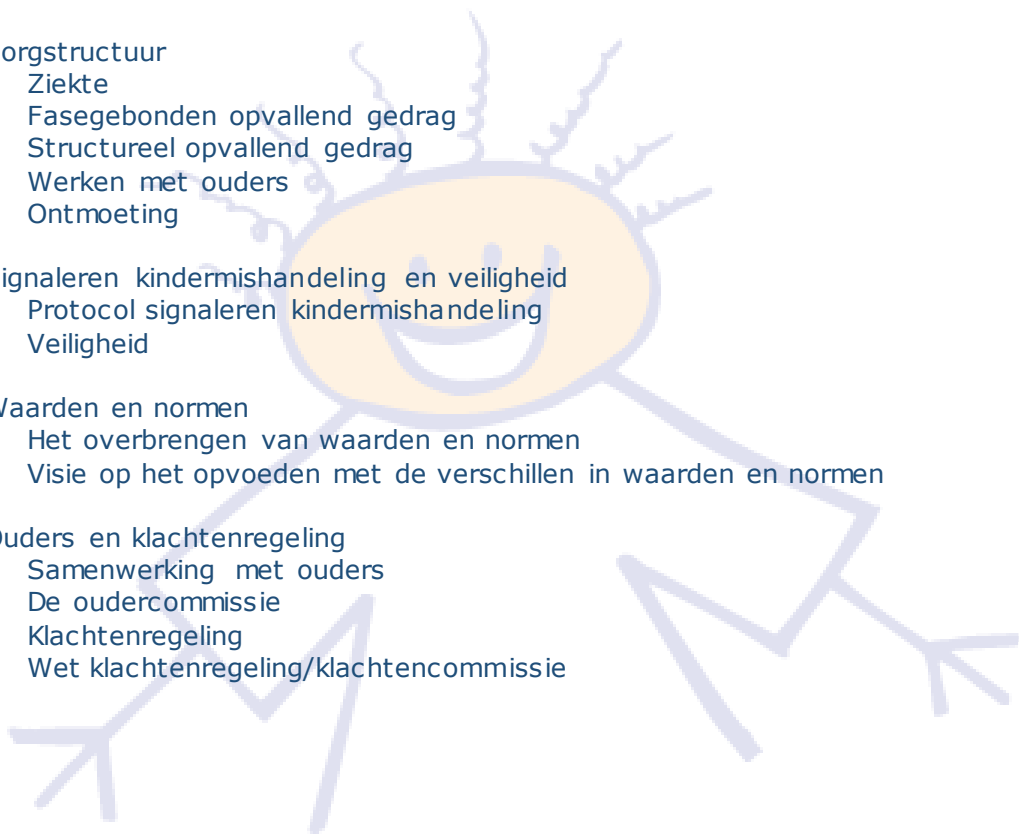 orgstructuur
Ziekte
Fasegebonden opvallend gedrag
Structureel opvallend gedrag
Werken met ouders
Ontmoeting
ignaleren kindermishandeling en veiligheid
Protocol signaleren kindermishandeling
Veiligheid
Waarden en normen
Het overbrengen van waarden en normen
Visie op het opvoeden met de verschillen in waarden en normen
Ouders en klachtenregeling
Samenwerking met ouders
De oudercommissie
Klachtenregeling
Wet klachtenregeling/klachtencommissie